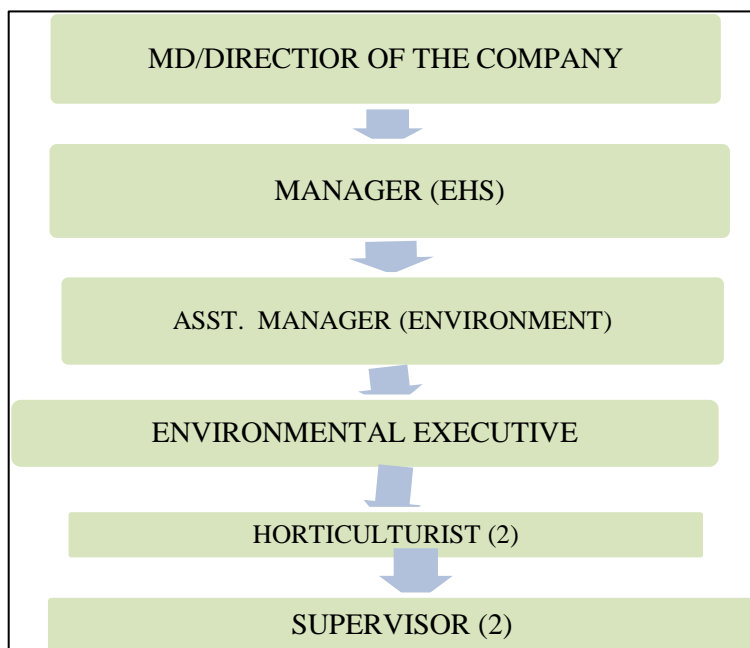 MD/DIRECTIOR OF THE COMPANY
MANAGER (EHS)
ASST. MANAGER (ENVIRONMENT)
ENVIRONMENTAL EXECUTIVE
HORTICULTURIST (2)
SUPERVISOR (2)